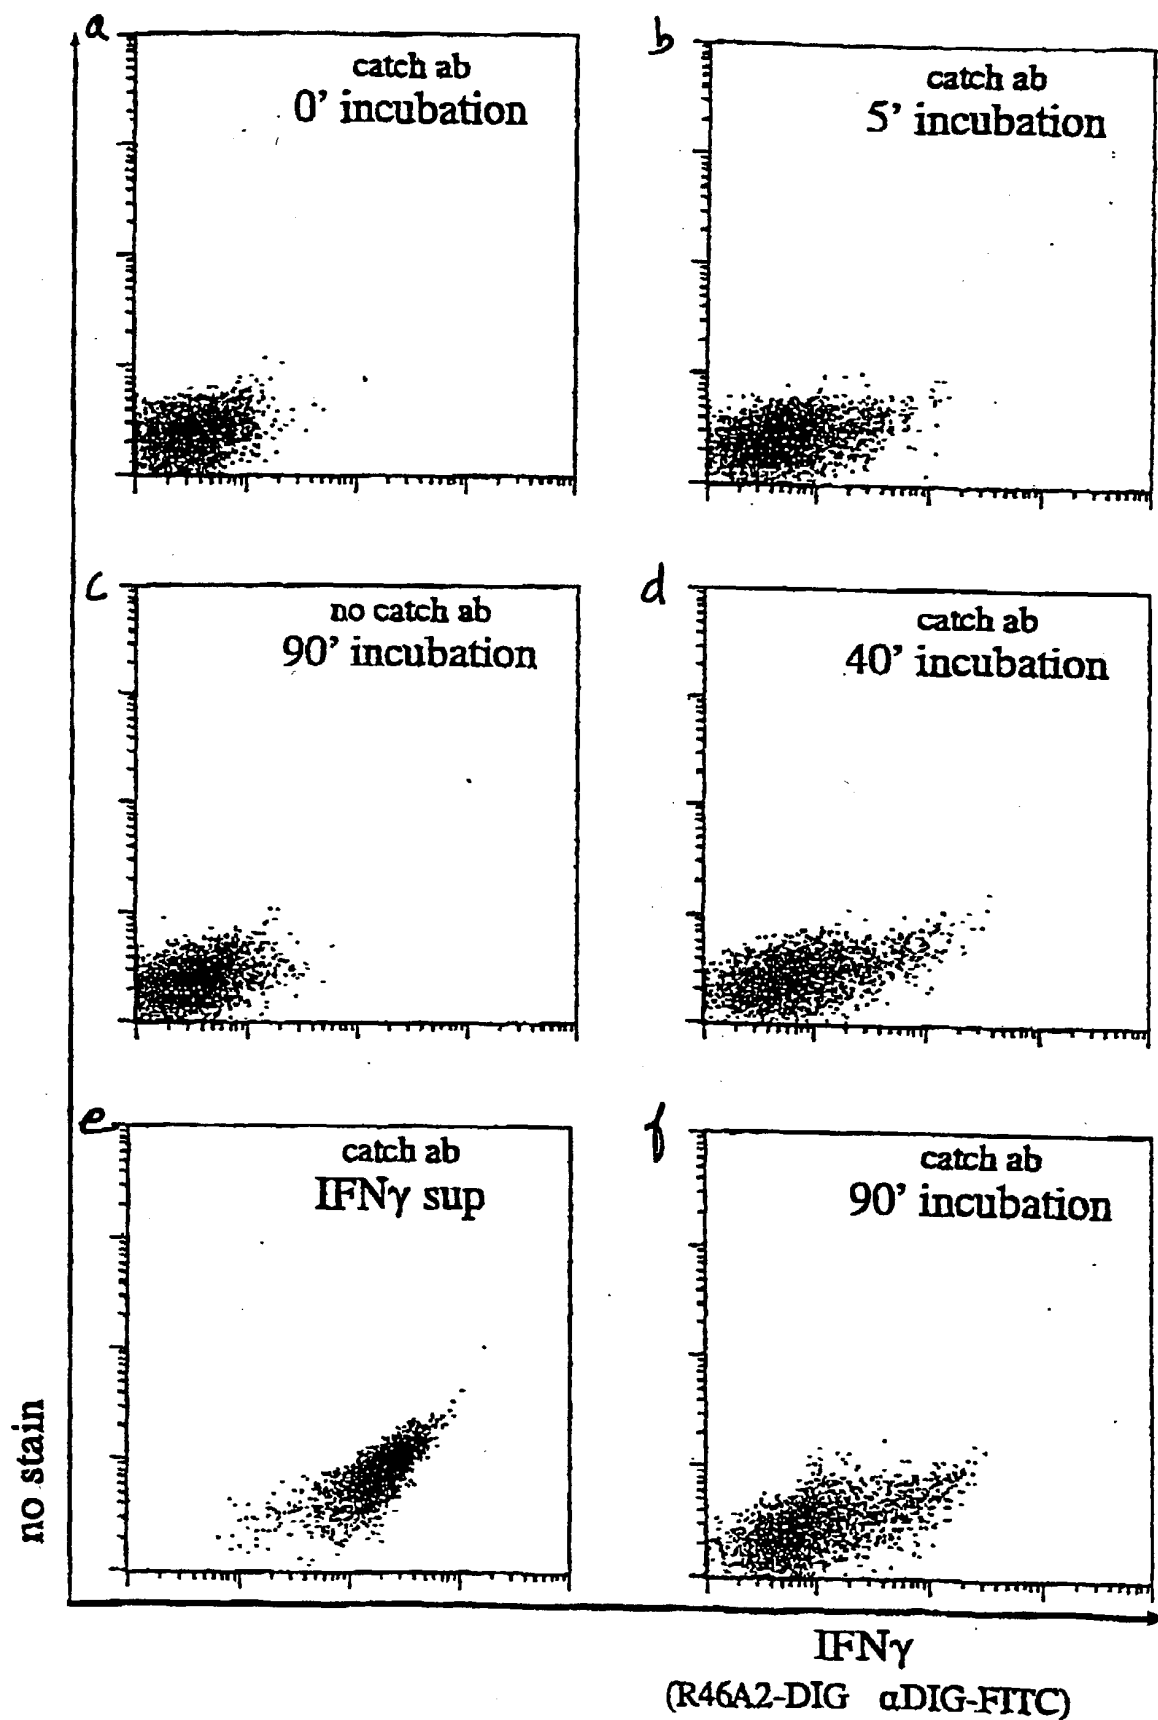 a
catch ab
0' incubation
b
catch ab
5' incubation
c
no catch ab
90' incubation
d
catch ab
40' incubation
e
catch ab
IFNγ sup
f
catch ab
90' incubation
no stain
IFNγ
(R46A2-DIG αDIG-FITC)